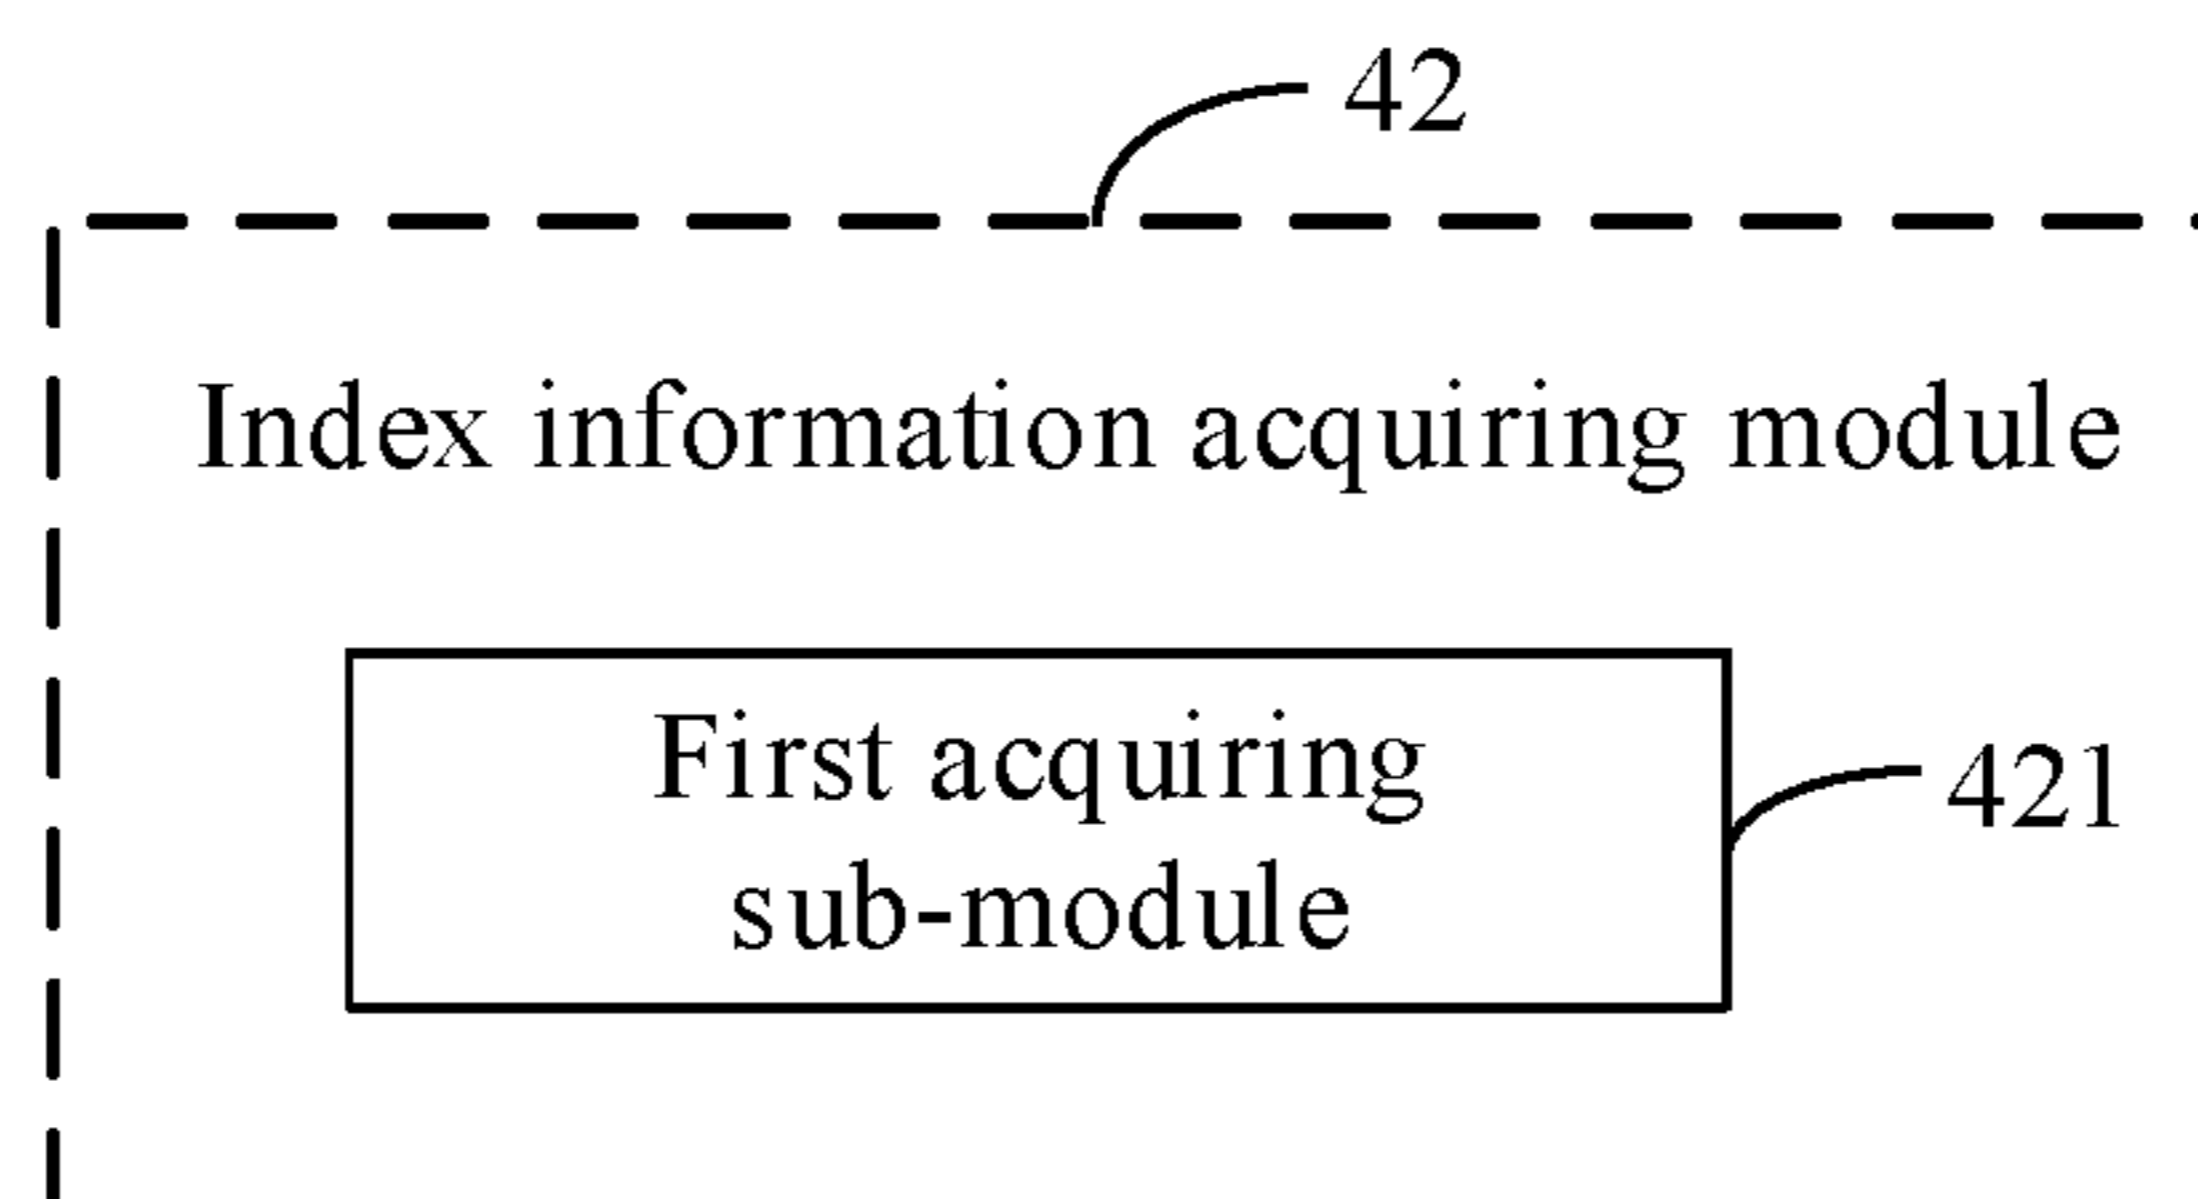 42
Index information acquiring module
First acquiring
sub-module
421